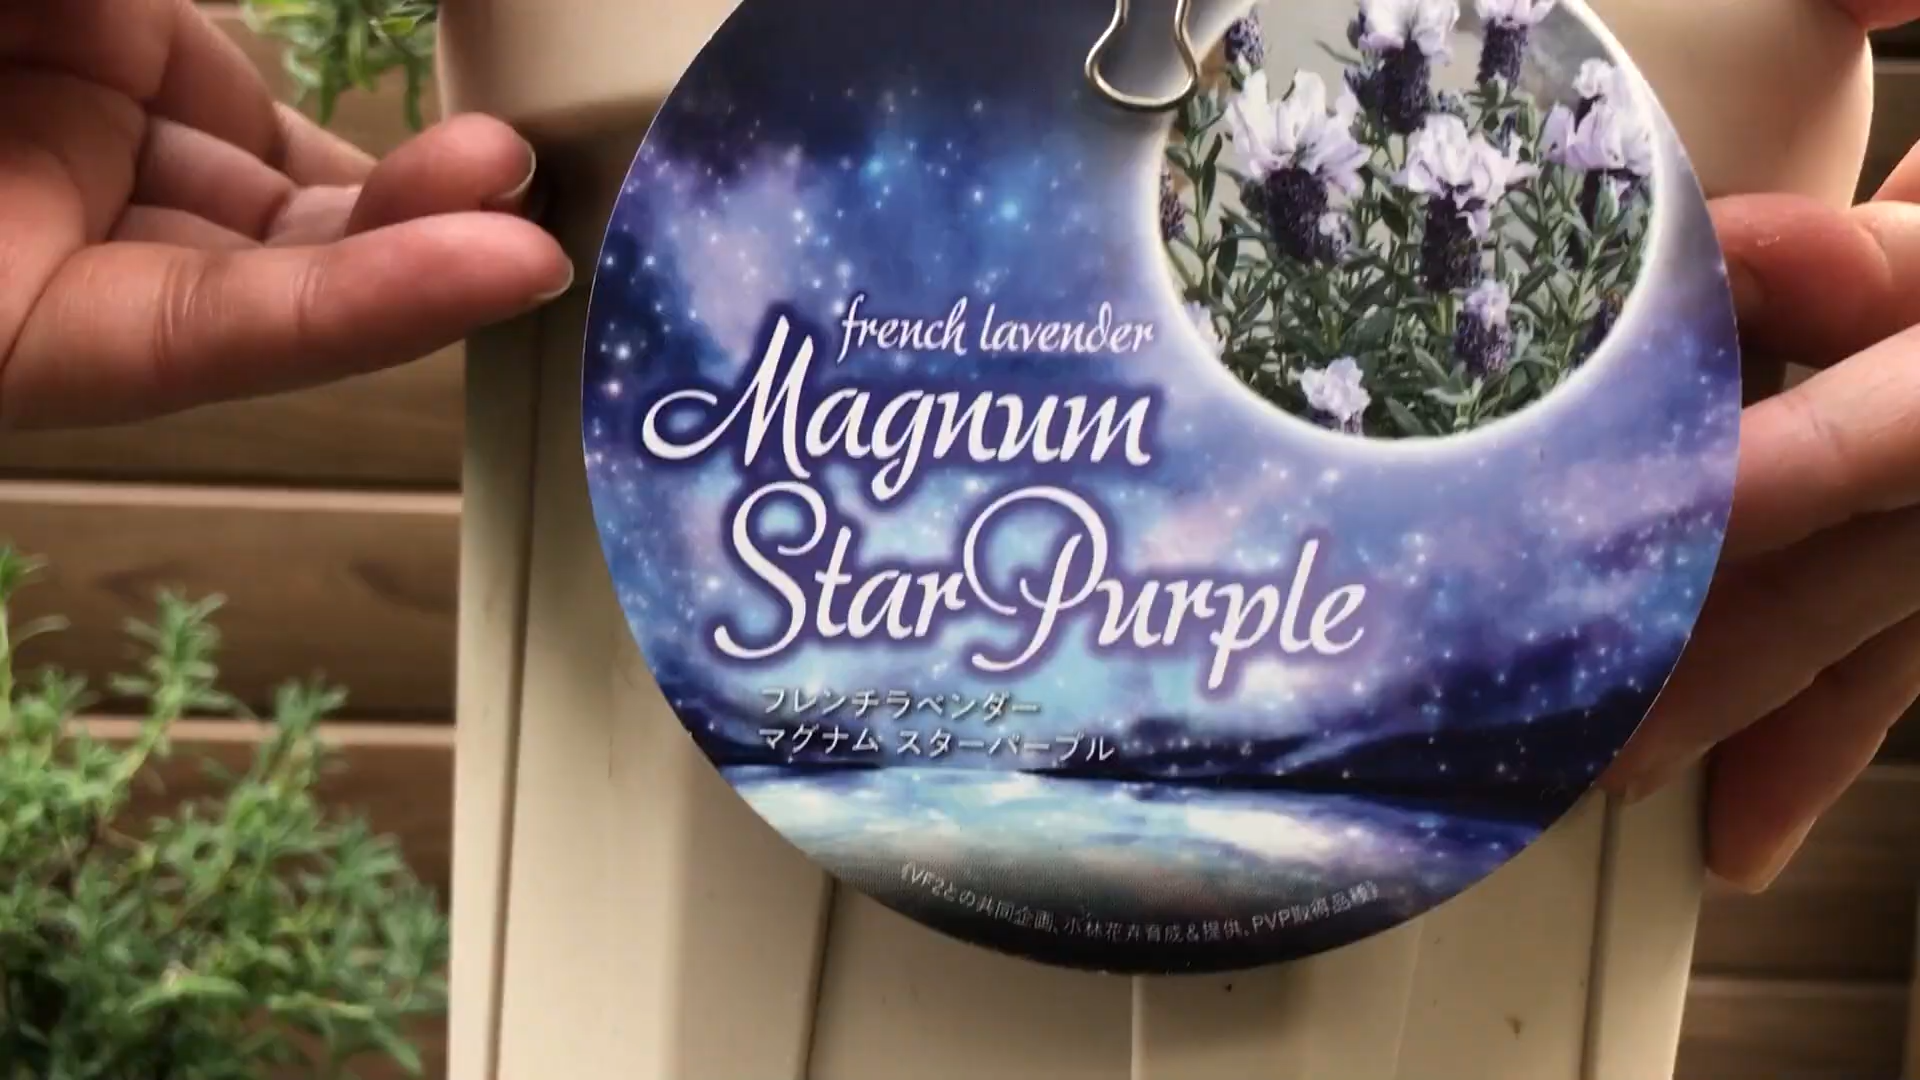 french lavender
Magnum
Star Purple
フレンチラベンダー
マグナム スターパープル
《VF2との共同企画、小林花卉育成&提供。PVP取得品種》